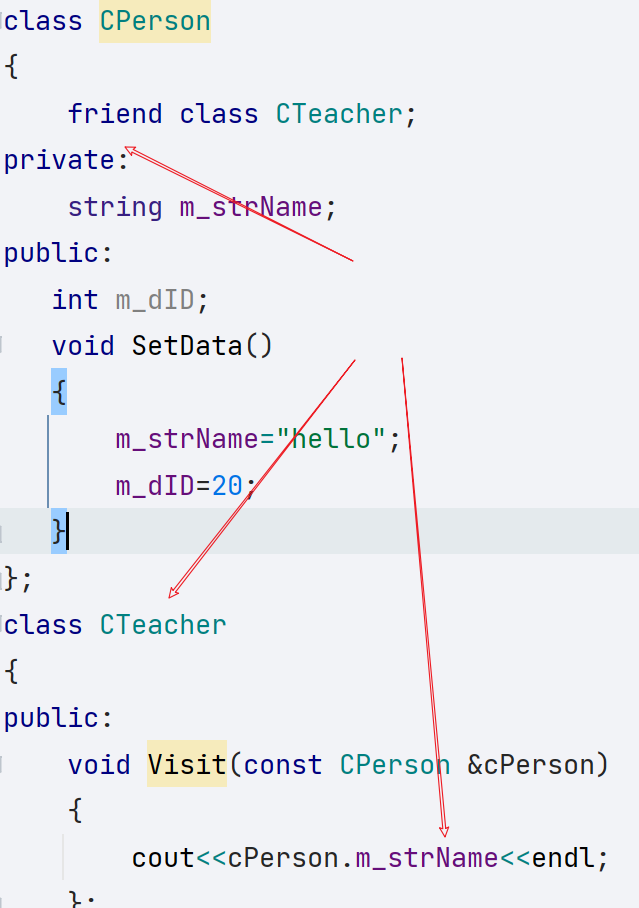 class CPerson
{
friend class CTeacher;
private:
string m_strName;
public:
int m_dID;
void SetData()
{
m_strName="hello";
m_dID=20;
}
};
class CTeacher
{
public:
void Visit(const CPerson &cPerson)
{
cout<<cPerson.m_strName<<endl;
};